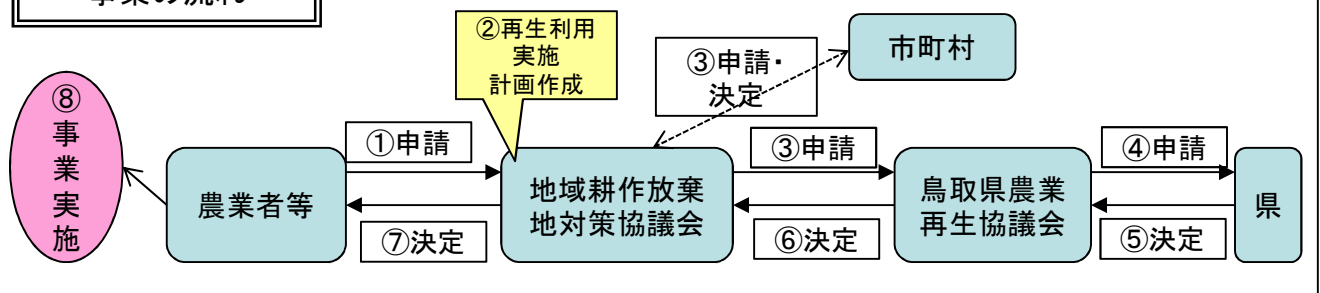 事業の流れ
②再生利用
実施
計画作成
③申請・
決定
市町村
⑧
事
業
実
施
①申請
③申請
④申請
農業者等
地域耕作放棄
地対策協議会
鳥取県農業
再生協議会
県
⑦決定
⑥決定
⑤決定